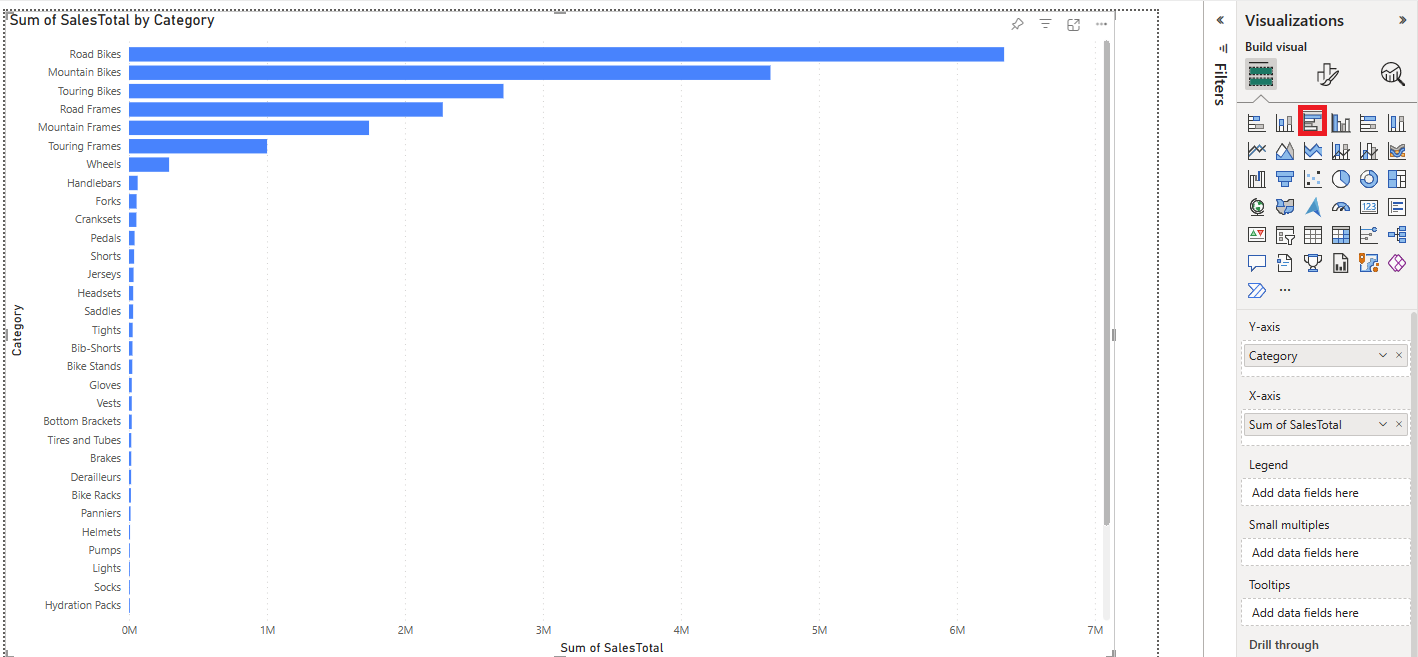 Sum of SalesTotal by Category
Road Bikes
Mountain Bikes
Touring Bikes
Road Frames
Mountain Frames
Touring Frames
Wheels
Handlebars
Forks
Cranksets
Pedals
Shorts
Jerseys
Headsets
Saddles
Tights
Bib-Shorts
Bike Stands
Gloves
Vests
Bottom Brackets
Tires and Tubes
Brakes
Derailleurs
Bike Racks
Panniers
Helmets
Pumps
Lights
Socks
Hydration Packs
Category
0M 1M 2M 3M 4M 5M 6M 7M
Sum of SalesTotal
Filters
Visualizations
Build visual
123
Y-axis
Category
X-axis
Sum of SalesTotal
Legend
Add data fields here
Small multiples
Add data fields here
Tooltips
Add data fields here
Drill through